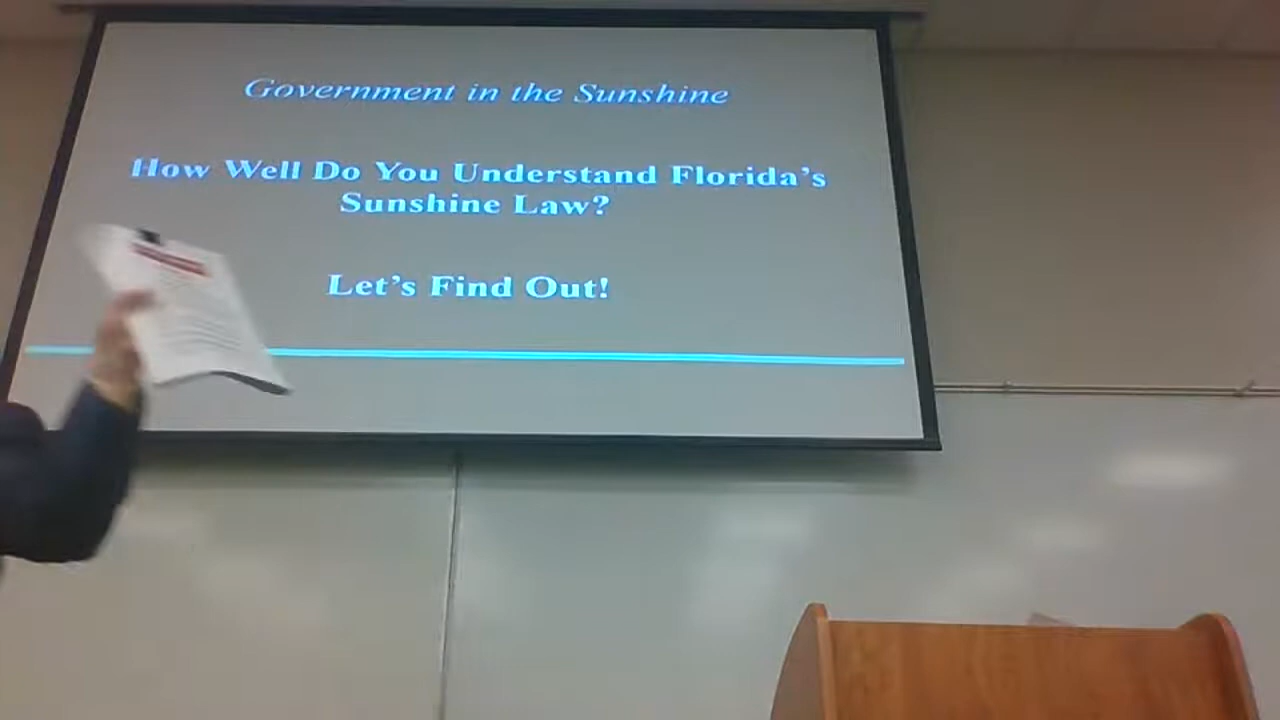 Government in the Sunshine
How Well Do You Understand Florida's
Sunshine Law?
Let's Find Out!